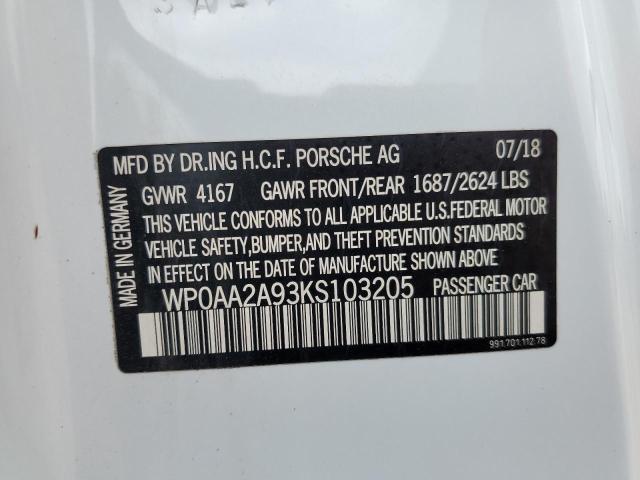 MFD BY DR.ING H.C.F. PORSCHE AG 07/18
GVWR 4167 GAWR FRONT/REAR 1687/2624 LBS
THIS VEHICLE CONFORMS TO ALL APPLICABLE U.S.FEDERAL MOTOR
VEHICLE SAFETY,BUMPER,AND THEFT PREVENTION STANDARDS
IN EFFECT ON THE DATE OF MANUFACTURE SHOWN ABOVE
WP0AA2A93KS103205 PASSENGER CAR
991.701.112.78
MADE IN GERMANY